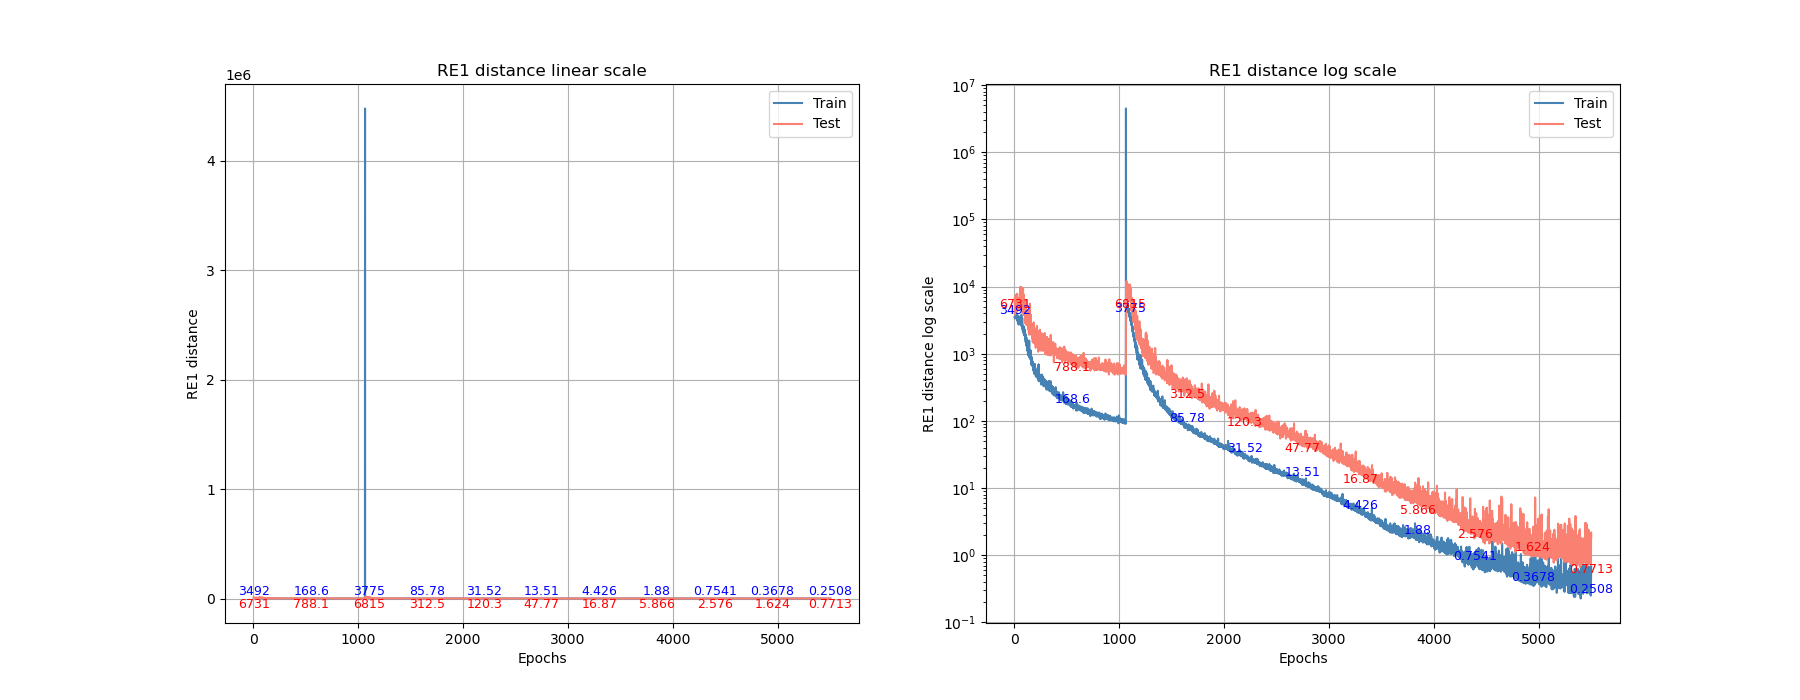 RE1 distance linear scale
1e6
RE1 distance
4
3
2
1
0
Train
Test
3492 168.6 3775 85.78 31.52 13.51 4.426 1.88 0.7541 0.3678 0.2508
6731 788.1 6815 312.5 120.3 47.77 16.87 5.866 2.576 1.624 0.7713
0 1000 2000 3000 4000 5000
Epochs
RE1 distance log scale
RE1 distance log scale
10^7
10^6
10^5
10^4
10^3
10^2
10^1
10^0
10^-1
Train
Test
6731 6815
3492 3775
788.1
168.6
312.5
85.78
120.3
31.52
47.77
13.51
16.87
4.426
5.866
1.88
2.576
0.7541
1.624
0.3678
0.7713
0.2508
0 1000 2000 3000 4000 5000
Epochs